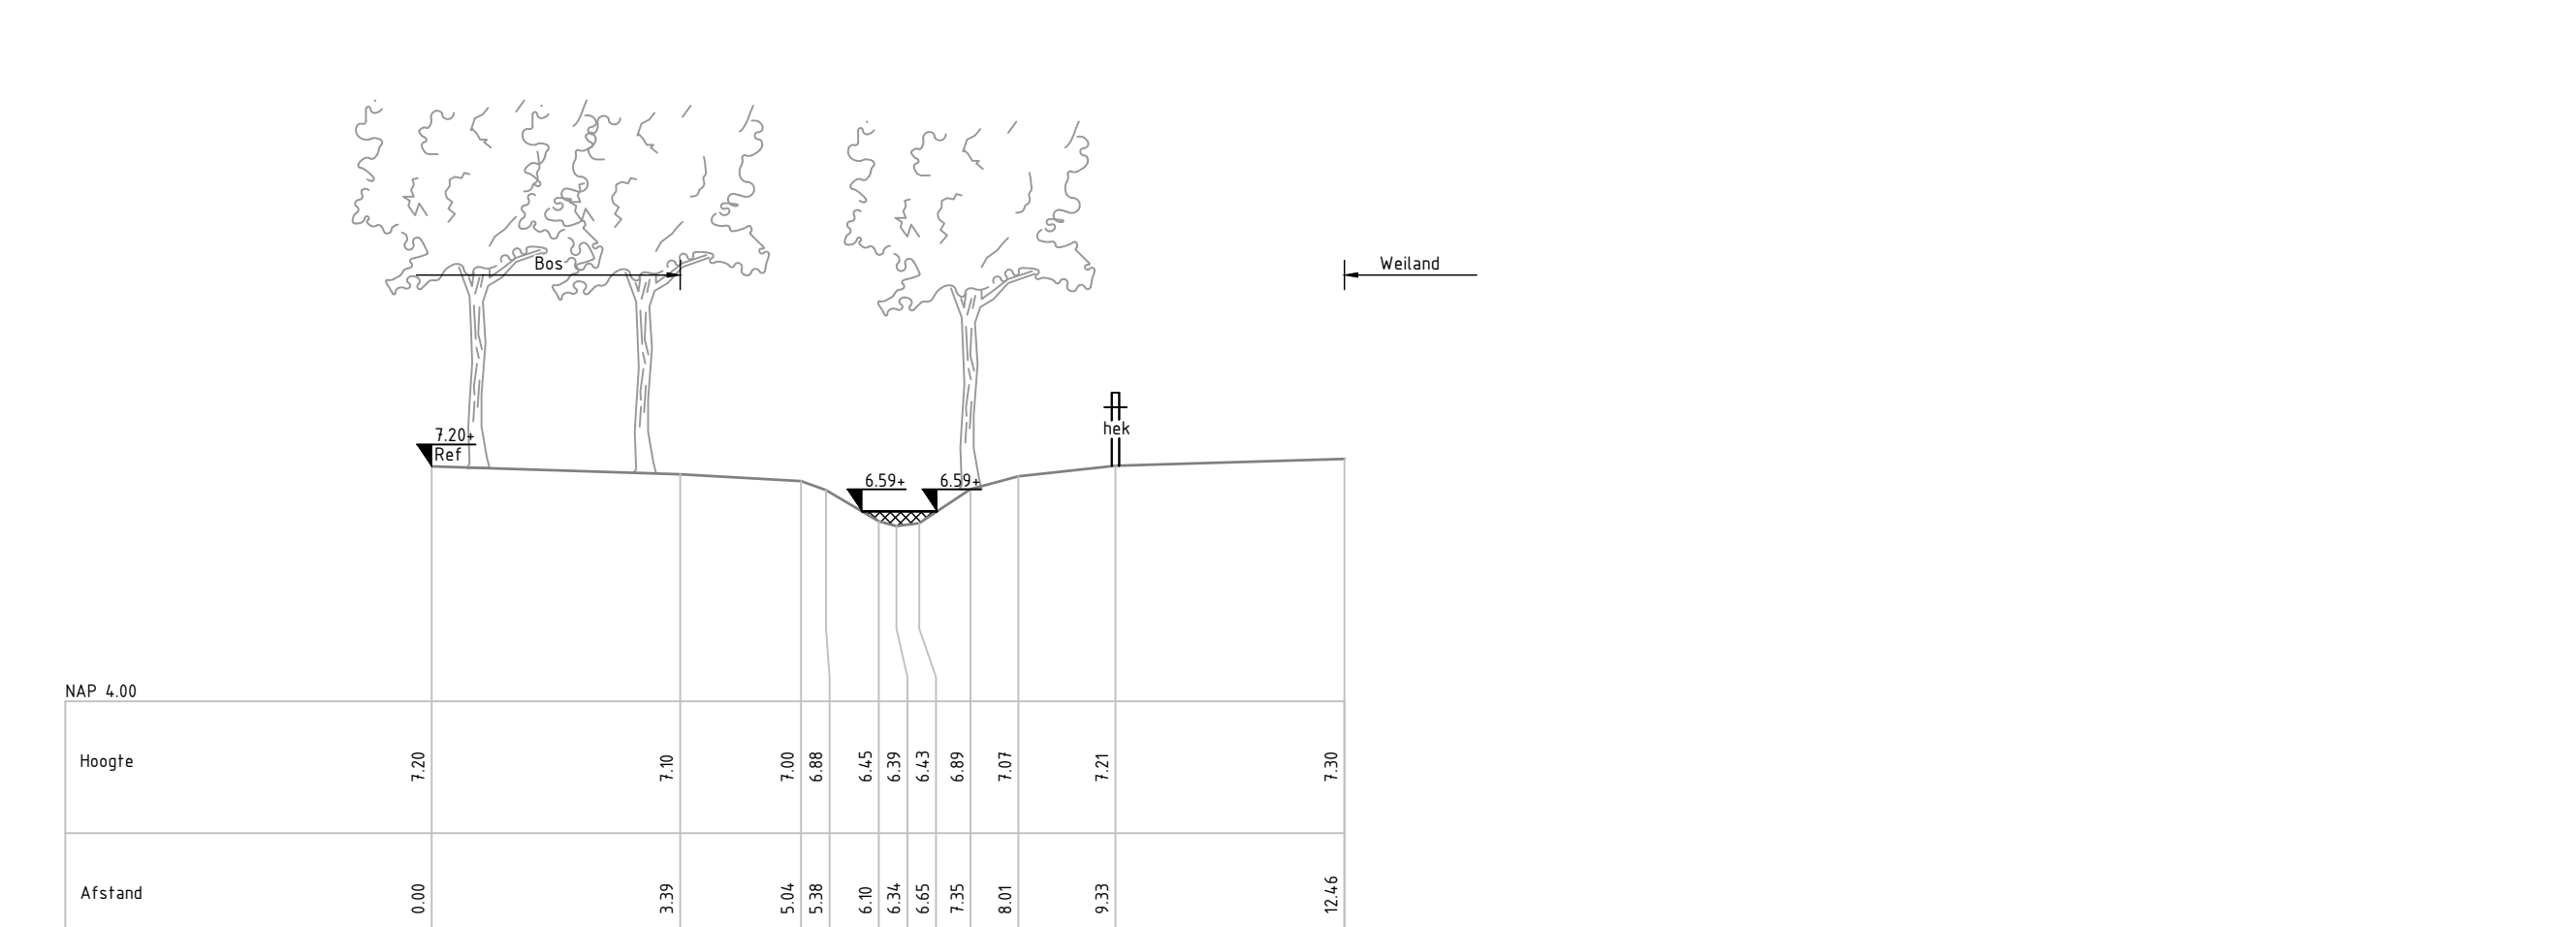 Bos
Weiland
hek
7.20+
Ref
6.59+ 6.59+
NAP 4.00
Hoogte 7.20 7.10 7.00 6.88 6.45 6.39 6.43 6.89 7.07 7.21 7.30
Afstand 0.00 3.39 5.04 5.38 6.10 6.34 6.65 7.35 8.01 9.33 12.46